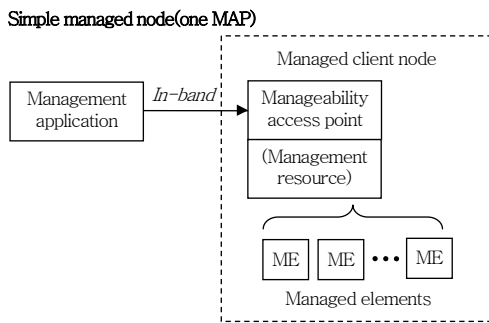 Simple managed node(one MAP)
Managed client node
Management
application
In-band
Manageability
access point
(Management
resource)
ME ME ••• ME
Managed elements